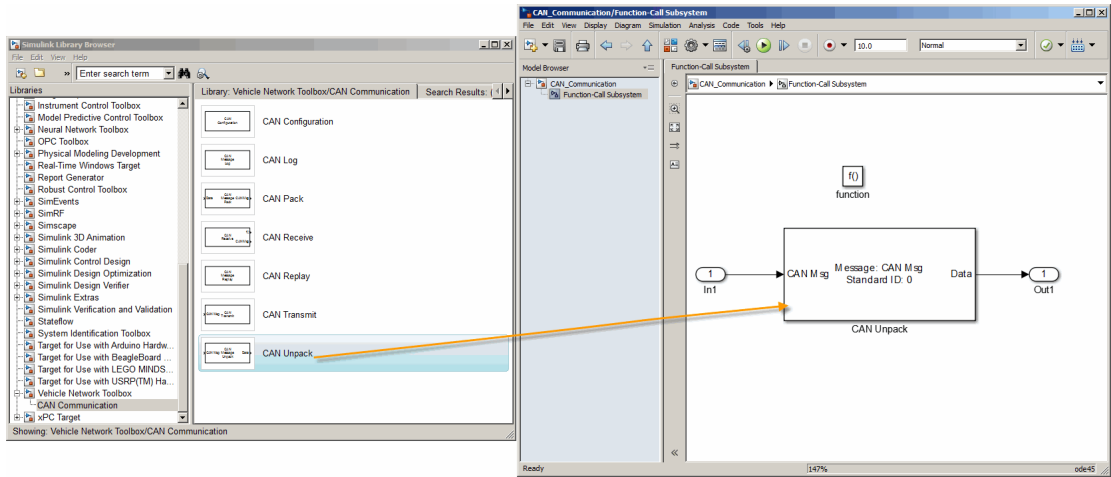 Simulink Library Browser
File Edit View Help
» Enter search term
Libraries
Instrument Control Toolbox
Model Predictive Control Toolbox
Neural Network Toolbox
OPC Toolbox
Physical Modeling Development
Real-Time Windows Target
Report Generator
Robust Control Toolbox
SimEvents
SimRF
Simscape
Simulink 3D Animation
Simulink Coder
Simulink Control Design
Simulink Design Optimization
Simulink Design Verifier
Simulink Extras
Simulink Verification and Validation
Stateflow
System Identification Toolbox
Target for Use with Arduino Hardw...
Target for Use with BeagleBoard ...
Target for Use with LEGO MINDS...
Target for Use with USRP(TM) Ha...
Vehicle Network Toolbox
CAN Communication
xPC Target
Library: Vehicle Network Toolbox/CAN Communication Search Results: (
CAN Configuration
CAN Log
CAN Pack
CAN Receive
CAN Replay
CAN Transmit
CAN Unpack
Showing: Vehicle Network Toolbox/CAN Communication
CAN_Communication/Function-Call Subsystem
File Edit View Display Diagram Simulation Analysis Code Tools Help
10.0 Normal
Model Browser
CAN_Communication
Function-Call Subsystem
Function-Call Subsystem
CAN_Communication Function-Call Subsystem
f()
function
1
In1
CAN Msg
Message: CAN Msg
Standard ID: 0
Data
1
Out1
CAN Unpack
Ready 147% ode45